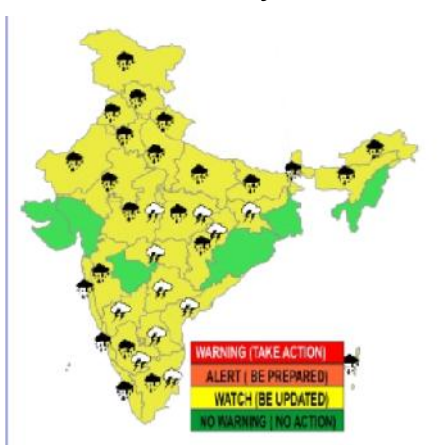 WARNING (TAKE ACTION)
ALERT ( BE PREPARED)
WATCH (BE UPDATED)
NO WARNING ( NO ACTION)